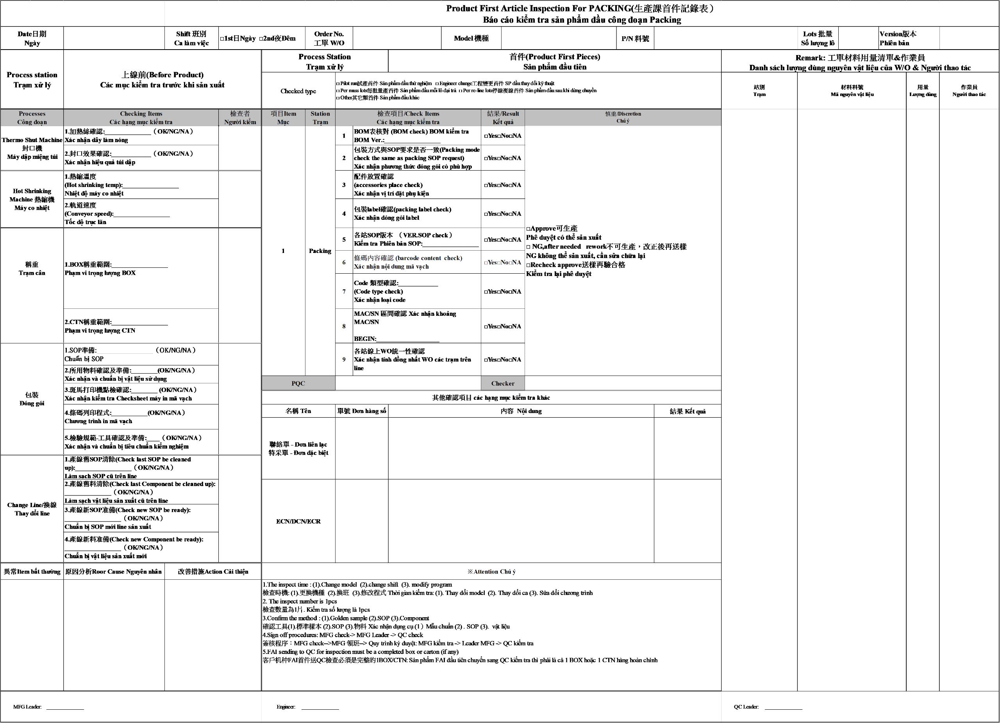 Product First Article Inspection For PACKING(生產課首件記錄表）
Báo cáo kiểm tra sản phẩm đầu công đoạn Packing
Date日期
Ngày
Shift 班別
Ca làm việc
□1st日Ngày □2nd夜Đêm
Order No.
工單 W/O
Model 機種
P/N 料號
Lots 批量
Số lượng lô
Version版本
Phiên bản
Process station
Trạm xử lý
上線前(Before Product)
Các mục kiểm tra trước khi sản xuất
Process Station
Trạm xử lý
首件(Product First Pieces)
Sản phẩm đầu tiên
Remark: 工單材料用量清單&作業員
Danh sách lượng dùng nguyên vật liệu của W/O & Người thao tác
Checked type
□ Pilot run試產首件 Sản phẩm đầu thử nghiệm □ Engineer change工程變更首件 SP đầu thay đổi kỹ thuật
□ Per mass lots每批量產首件 Sản phẩm đầu mỗi lô đại trà □ Per re-line lots停線複線首件 Sản phẩm đầu sau khi dừng chuyền
□ Other其它類首件 Sản phẩm đầu khác
站別
Trạm
材料料號
Mã nguyên vật liệu
用量
Lượng dùng
作業員
Người thao tác
Processes
Công đoạn
Checking Items
Các hạng mục kiểm tra
檢查者
Người kiểm
項目Item
Mục
Station
Trạm
檢查項目/Check Items
Các hạng mục kiểm tra
結果/Result
Kết quả
慎重/Discretion
Chú ý
Thermo Shut Machine
封口機
Máy dập miệng túi
1.加熱絲確認:______________（OK/NG/NA）
Xác nhận dây làm nóng
2.封口效果確認:____________（OK/NG/NA）
Xác nhận hiệu quả túi dập
Hot Shrinking
Machine 熱縮機
Máy co nhiệt
1.熱縮溫度
(Hot shrinking temp):_________________
Nhiệt độ máy co nhiệt
2.軌道速度
(Conveyor speed):_________________
Tốc độ trục lăn
稱重
Trạm cân
1.BOX稱重範圍:_________________
Phạm vi trọng lượng BOX
2.CTN稱重範圍:_________________
Phạm vi trọng lượng CTN
包裝
Đóng gói
1.SOP準備:_________________（OK/NG/NA）
Chuẩn bị SOP
2.所用物料確認及準備:________(OK/NG/NA）
Xác nhận và chuẩn bị vật liệu sử dụng
3.斑馬打印機點檢確認:________ (OK/NG/NA）
Xác nhận kiểm tra Checksheet máy in mã vạch
4.條碼列印程式:___________(OK/NG/NA）
Chương trình in mã vạch
5.檢驗規範-工具確認及準備:____（OK/NG/NA）
Xác nhận và chuẩn bị tiêu chuẩn kiểm nghiệm
Change Line/換線
Thay đổi line
1.產線舊SOP清除(Check last SOP be cleaned
up):_________________（OK/NG/NA）
Làm sach SOP cũ trên line
2.產線舊料清除(Check last Component be cleaned up):
______________（OK/NG/NA）
Làm sạch vật liệu sản xuất cũ trên line
3.產線新SOP准備(Check new SOP be ready):
_________________（OK/NG/NA）
Chuẩn bị SOP mới line sản xuất
4.產線新料准備(Check new Component be ready):
_________________（OK/NG/NA）
Chuẩn bị vật liệu sản xuất mới
1
Packing
1
BOM表核對 (BOM check) BOM kiểm tra
BOM Ver.:_________________
□Yes□No□NA
2
包裝方式與SOP要求是否一致(Packing mode
check the same as packing SOP request)
Xác nhận phương thức đóng gói có phù hợp
□Yes□No□NA
3
配件放置確認
(accessories place check)
Xác nhận vị trí đặt phụ kiện
□Yes□No□NA
4
包裝label確認(packing label check)
Xác nhận đóng gói label
□Yes□No□NA
5
各站SOP版本 （VER.SOP check）
Kiểm tra Phiên bản SOP:_________________
□Yes□No□NA
6
條碼內容確認 (barcode content check)
Xác nhận nội dung mã vạch
□Yes□No□NA
7
Code 類型確認:____________
(Code type check)
Xác nhận loại code
□Yes□No□NA
8
MAC/SN 區間確認 Xác nhận khoảng
MAC/SN
BEGIN:___________________
□Yes□No□NA
9
各站線上WO統一性確認
Xác nhận tính đồng nhất WO các trạm trên
line
□Yes□No□NA
□Approve可生產
Phê duyệt có thể sản xuất
□ NG,after needed rework不可生產，改正後再送樣
NG không thể sản xuất, cần sửa chữa lại
□Recheck approve送樣再驗合格
Kiểm tra lại phê duyệt
PQC
Checker
其他確認項目 các hạng mục kiểm tra khác
名稱 Tên
單號 Đơn hàng số
內容 Nội dung
結果 Kết quả
聯絡單 - Đơn liên lạc
特采單 - Đơn đặc biệt
ECN/DCN/ECR
異常Item bất thường
原因分析Roor Cause Nguyên nhân
改善措施Action Cải thiện
※Attention Chú ý
1.The inspect time : (1).Change model (2).change shift (3). modify program
檢查時機: (1).更換機種 (2).換班 (3).修改程式 Thời gian kiểm tra: (1). Thay đổi model (2). Thay đổi ca (3). Sửa đổi chương trình
2. The inspect number is 1pcs
檢查數量為1片. Kiểm tra số lượng là 1pcs
3.Confirm the method : (1).Golden sample (2).SOP (3).Component
確認工具(1).標準樣本 (2).SOP (3).物料 Xác nhận dụng cụ (1）Mẫu chuẩn (2) . SOP (3). vật liệu
4.Sign off procedures: MFG check-> MFG Leader -> QC check
簽核程序：MFG check-->MFG 領班--> Quy trình ký duyệt: MFG kiểm tra -> Leader MFG -> QC kiểm tra
5.FAI sending to QC for inspection must be a completed box or carton (if any)
客戶机种FAI首件送QC檢查必須是完整的1BOX/CTN: Sản phẩm FAI đầu tiên chuyển sang QC kiểm tra thì phải là cả 1 BOX hoặc 1 CTN hàng hoàn chỉnh
MFG Leader: ______________
Engineer: ______________
QC Leader: ______________